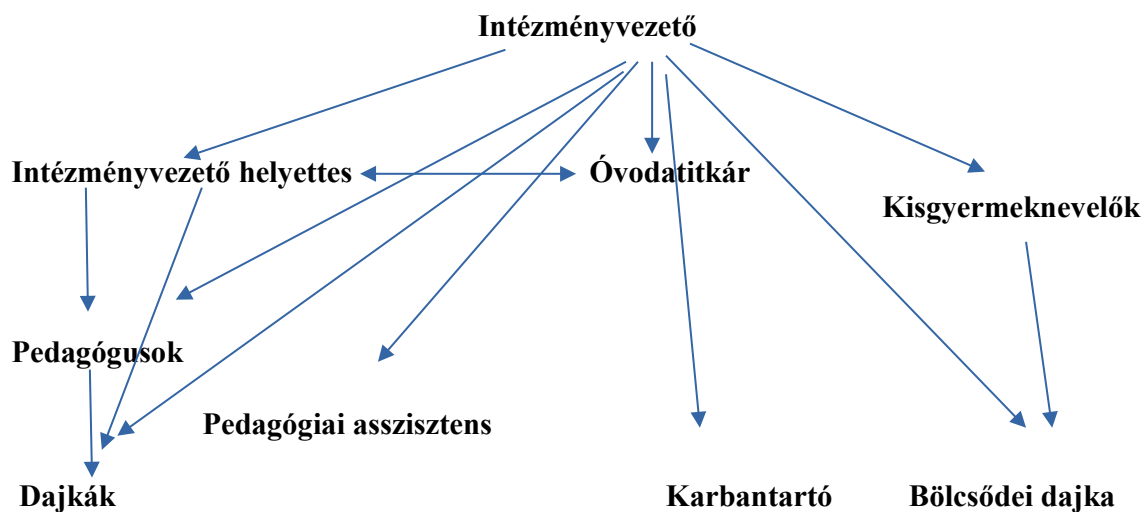 Intézményvezető
Intézményvezető helyettes
Óvodatitkár
Kisgyermeknevelők
Pedagógusok
Pedagógiai asszisztens
Dajkák
Karbantartó
Bölcsődei dajka